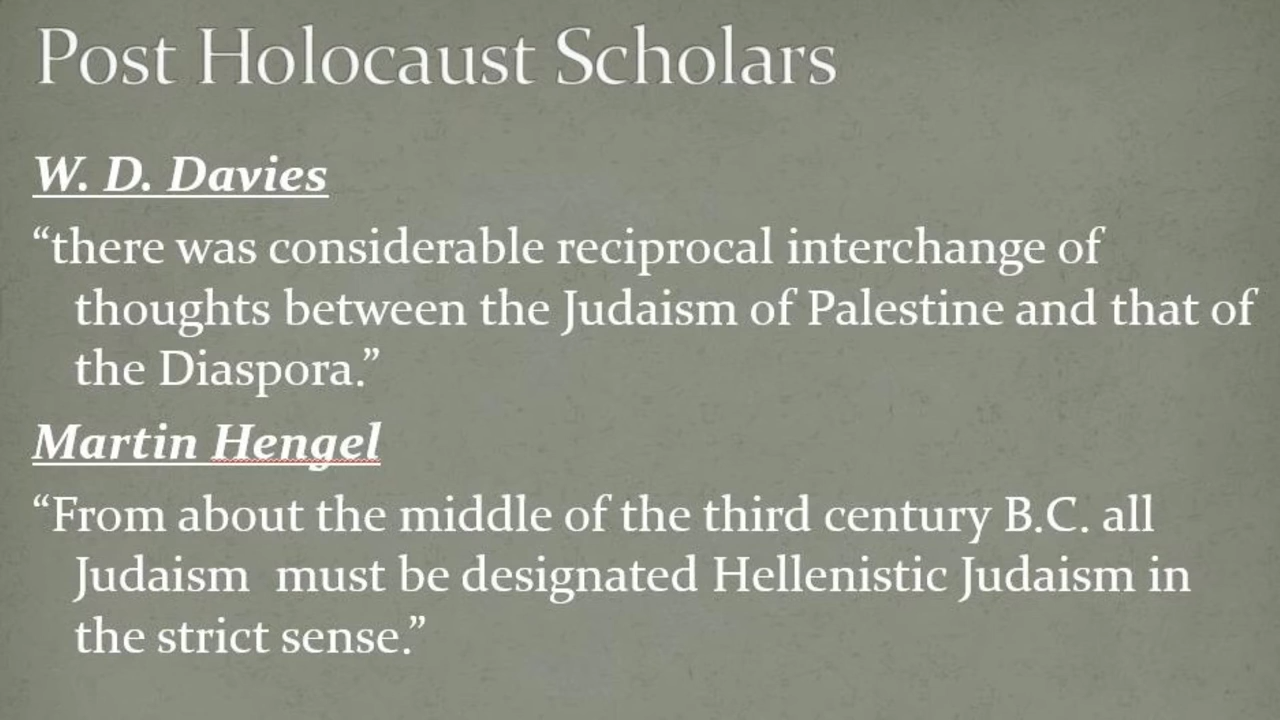 Post Holocaust Scholars
W. D. Davies
“there was considerable reciprocal interchange of
thoughts between the Judaism of Palestine and that of
the Diaspora.”
Martin Hengel
“From about the middle of the third century B.C. all
Judaism  must be designated Hellenistic Judaism in
the strict sense.”